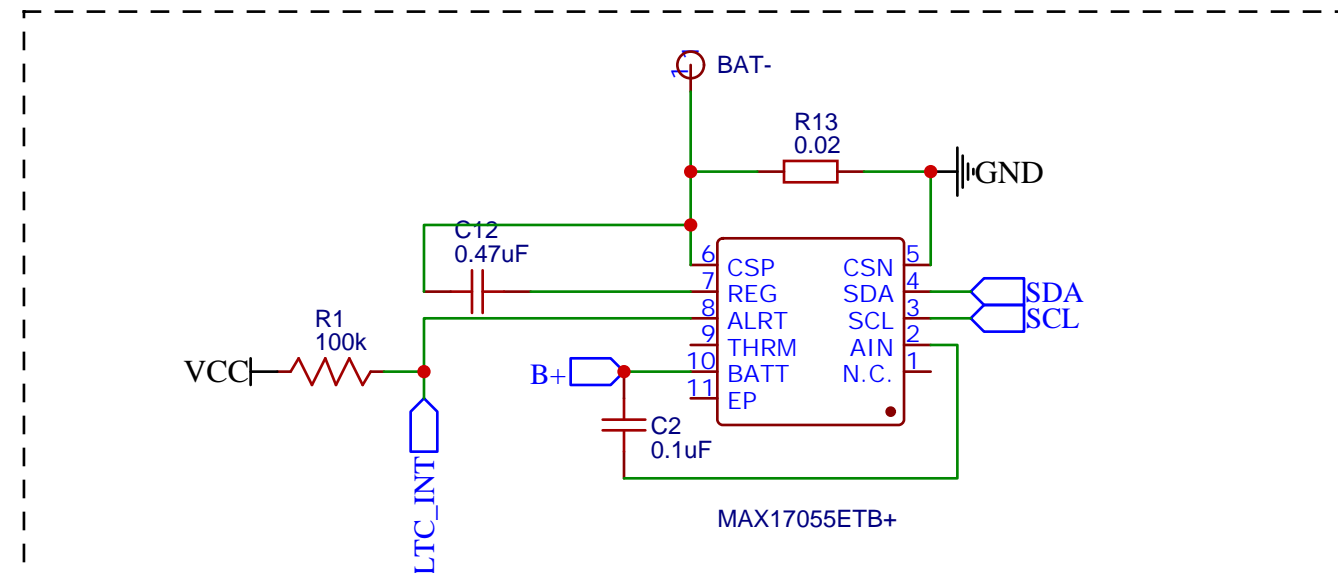 1 1
BAT-
R13
0.02
GND
C12
0.47uF
6 CSP CSN 5
7 REG SDA 4 SDA
8 ALRT SCL 3 SCL
9 THRM AIN 2
10 BATT N.C. 1
11 EP
R1
100k
VCC
B+
C2
0.1uF
LTC_INT
MAX17055ETB+